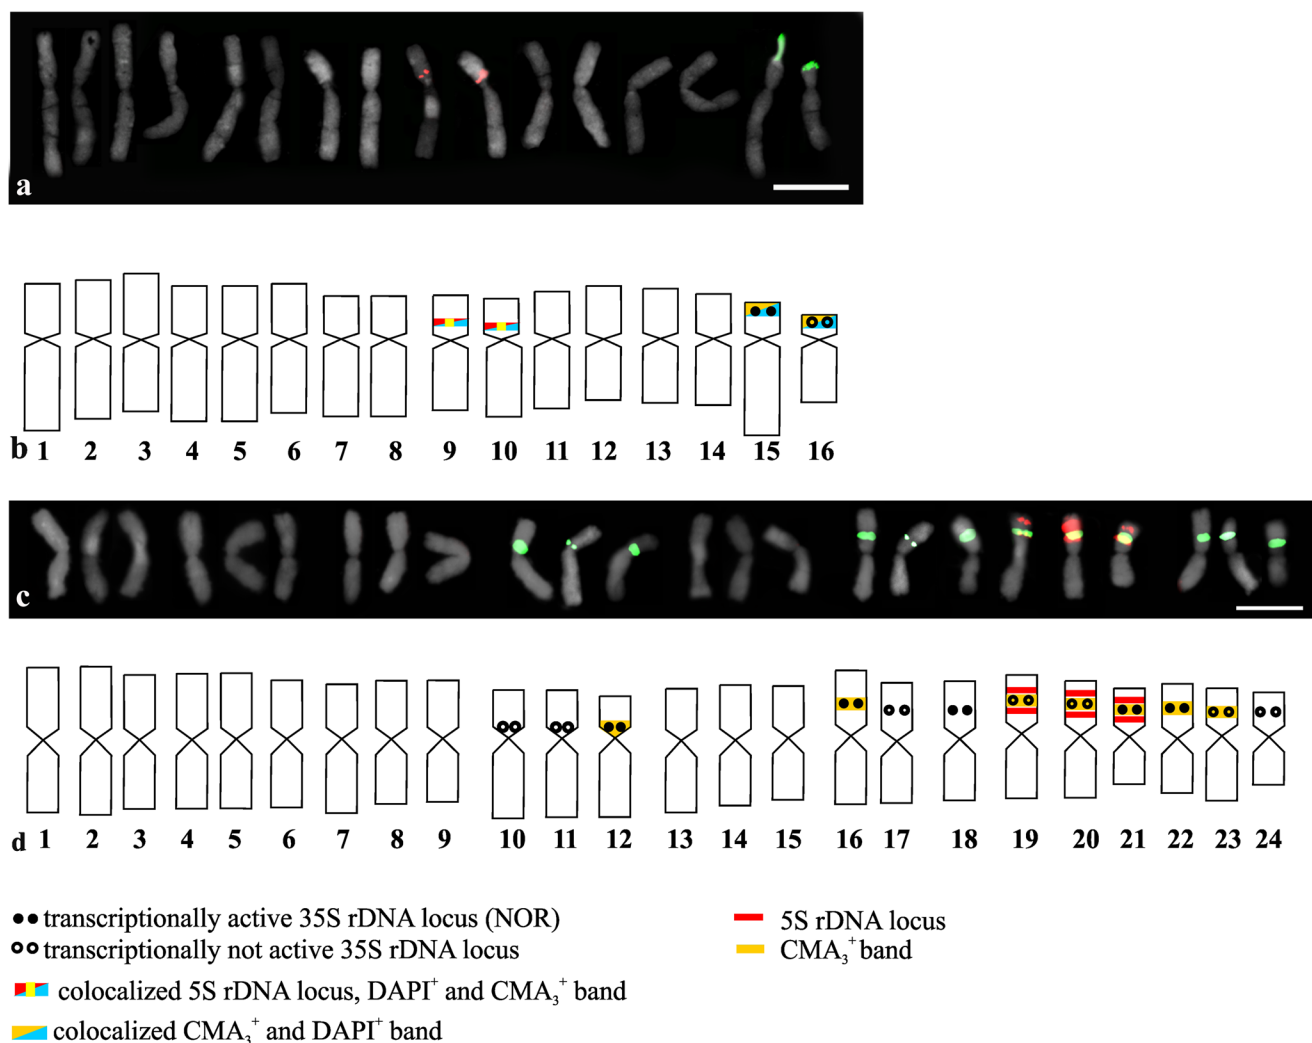 a
b 1 2 3 4 5 6 7 8 9 10 11 12 13 14 15 16
c
d 1 2 3 4 5 6 7 8 9 10 11 12 13 14 15 16 17 18 19 20 21 22 23 24
transcriptionally active 35S rDNA locus (NOR)
5S rDNA locus
transcriptionally not active 35S rDNA locus
CMA₃⁺ band
colocalized 5S rDNA locus, DAPI⁺ and CMA₃⁺ band
colocalized CMA₃⁺ and DAPI⁺ band